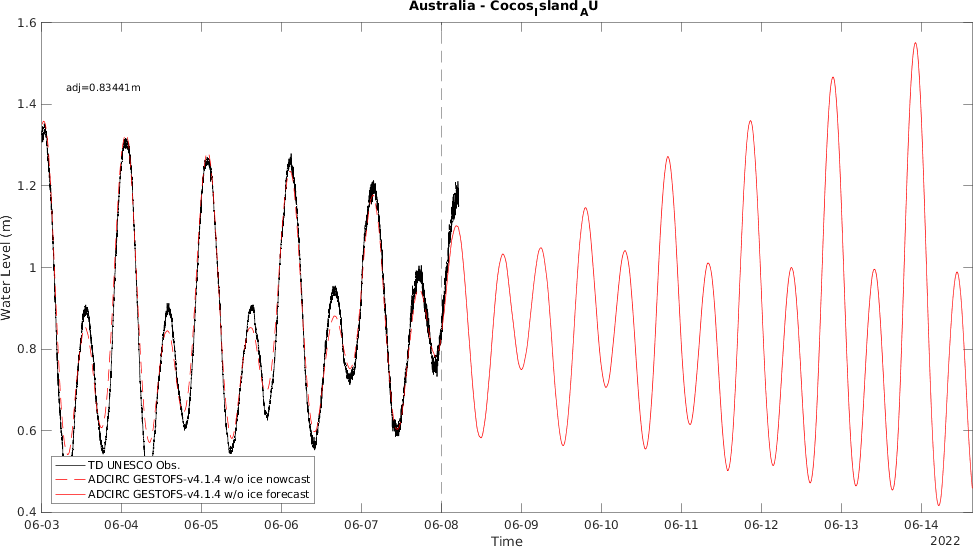 Australia - CocosIslandAU
adj=0.83441m
Water Level (m)
1.6
1.4
1.2
1
0.8
0.6
0.4
TD UNESCO Obs.
ADCIRC GESTOFS-v4.1.4 w/o ice nowcast
ADCIRC GESTOFS-v4.1.4 w/o ice forecast
06-03 06-04 06-05 06-06 06-07 06-08 06-09 06-10 06-11 06-12 06-13 06-14
Time
2022